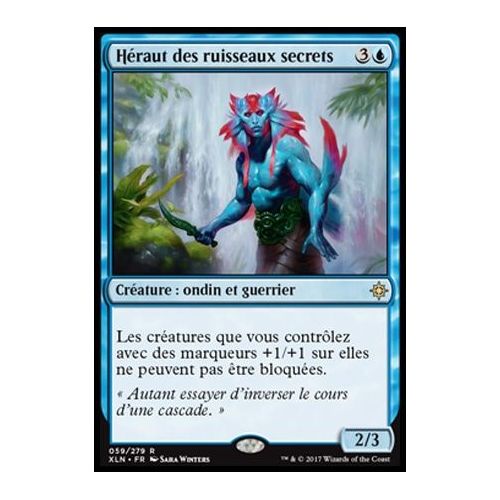 Héraut des ruisseaux secrets 3
Créature : ondin et guerrier
Les créatures que vous contrôlez
avec des marqueurs +1/+1 sur elles
ne peuvent pas être bloquées.
« Autant essayer d'inverser le cours
d'une cascade. »
2/3
059/279 R
XLN • FR Sara Winters
™ & © 2017 Wizards of the Coast